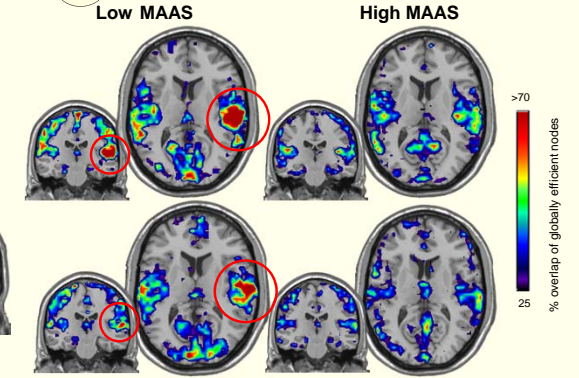 Low MAAS
High MAAS
>70
% overlap of globally efficient nodes
25